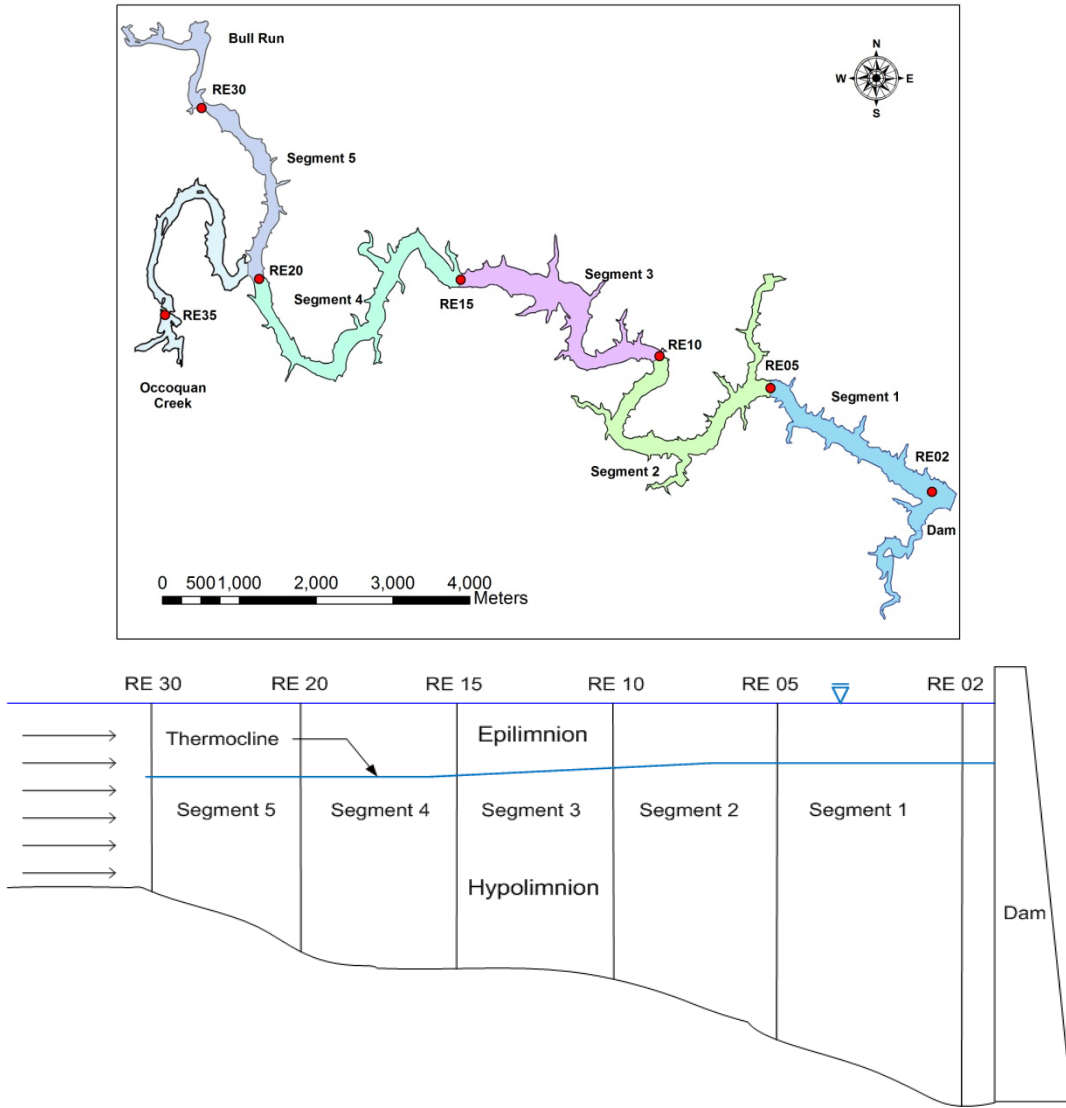 Bull Run
N
W
E
S
RE30
Segment 5
RE20
RE35
Segment 4
RE15
Segment 3
RE10
RE05
Segment 1
Occoquan
Creek
Segment 2
RE02
Dam
0 500 1,000 2,000 3,000 4,000
Meters
RE 30 RE 20 RE 15 RE 10 RE 05 RE 02
Thermocline
Epilimnion
Segment 5 Segment 4 Segment 3 Segment 2 Segment 1
Hypolimnion
Dam